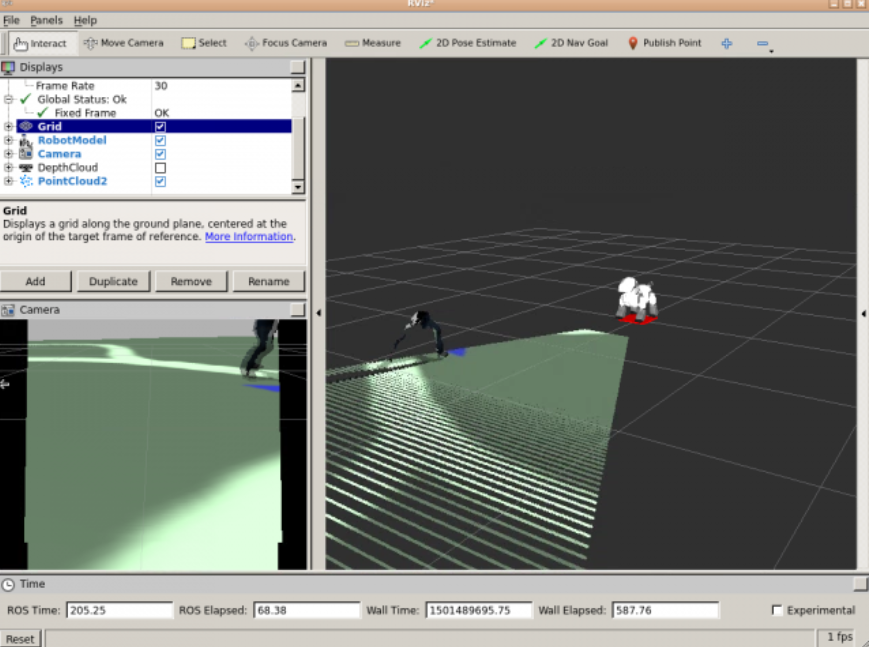 RViz*
File Panels Help
Interact Move Camera Select Focus Camera Measure 2D Pose Estimate 2D Nav Goal Publish Point
Displays
Frame Rate 30
Global Status: Ok
Fixed Frame OK
Grid
RobotModel
Camera
DepthCloud
PointCloud2
Grid
Displays a grid along the ground plane, centered at the
origin of the target frame of reference. More Information.
Add Duplicate Remove Rename
Camera
Time
ROS Time: 205.25 ROS Elapsed: 68.38 Wall Time: 1501489695.75 Wall Elapsed: 587.76 Experimental
Reset 1 fps